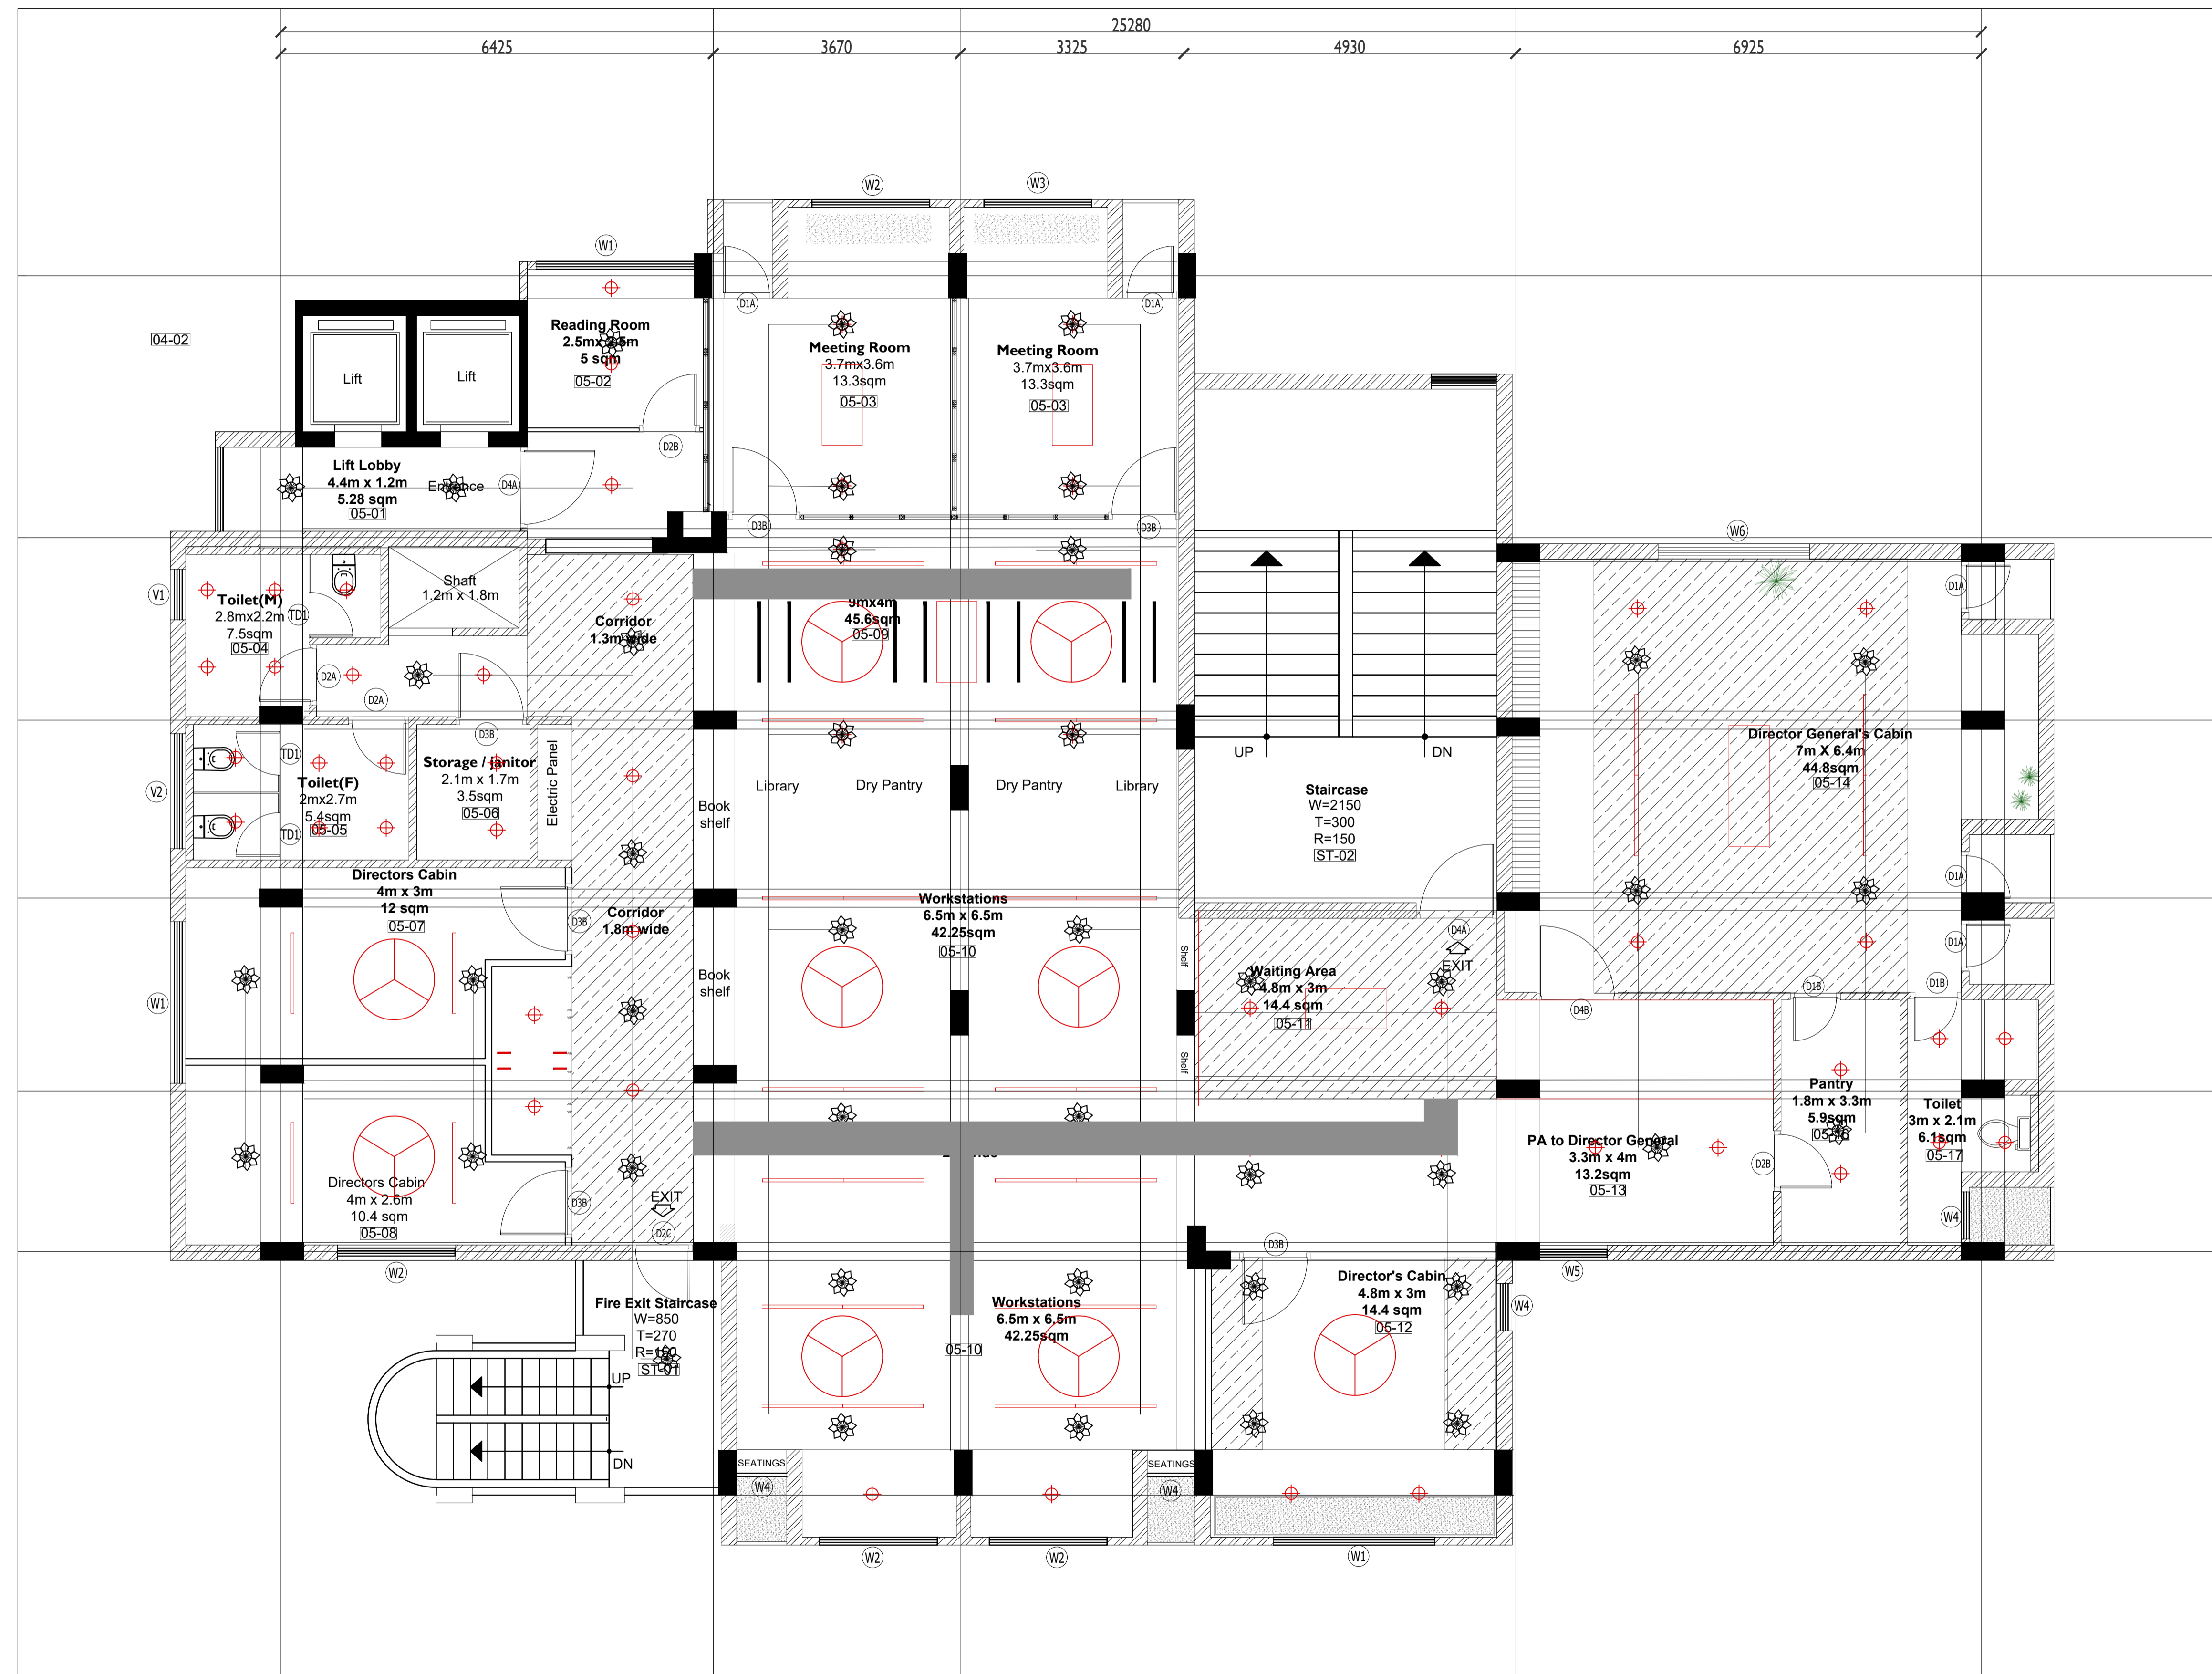 25280
6425
3670
3325
4930
6925
W2
W3
W1
D1A
D1A
04-02
Lift
Lift
Reading Room
5 sqm
05-02
Meeting Room
3.7mx3.6m
13.3sqm
05-03
Meeting Room
3.7mx3.6m
13.3sqm
05-03
D2B
Lift Lobby
4.4m x 1.2m
5.28 sqm
05-01
Entrance
D4A
D3B
D3B
W6
V1
Toilet(M)
2.8mx2.2m
7.5sqm
05-04
TD1
Shaft
1.2m x 1.8m
Corridor
1.3m wide
9mx4m
45.6sqm
05-09
D1A
D2A
D2A
D3B
TD1
V2
Toilet(F)
2mx2.7m
5.4sqm
05-05
TD1
Storage / janitor
2.1m x 1.7m
3.5sqm
05-06
Electric Panel
Book
shelf
Library
Dry Pantry
Dry Pantry
Library
UP
DN
Staircase
W=2150
T=300
R=150
ST-02
Director General's Cabin
7m X 6.4m
44.8sqm
05-14
D1A
Directors Cabin
4m x 3m
12 sqm
05-07
D3B
Corridor
1.8m wide
Workstations
6.5m x 6.5m
42.25sqm
05-10
D4A
EXIT
D1A
Shelf
Book
shelf
W1
Waiting Area
4.8m x 3m
14.4 sqm
05-11
Shelf
D4B
D1B
D1B
Pantry
1.8m x 3.3m
5.9sqm
Toilet
3m x 2.1m
6.1sqm
05-17
PA to Director General
3.3m x 4m
13.2sqm
05-13
D2B
W4
Directors Cabin
4m x 2.6m
10.4 sqm
05-08
D3B
EXIT
D2C
W2
D3B
W5
Fire Exit Staircase
W=850
T=270
ST-01
UP
DN
Workstations
6.5m x 6.5m
42.25sqm
05-10
Director's Cabin
4.8m x 3m
14.4 sqm
05-12
W4
SEATINGS
W4
SEATINGS
W4
W2
W2
W1